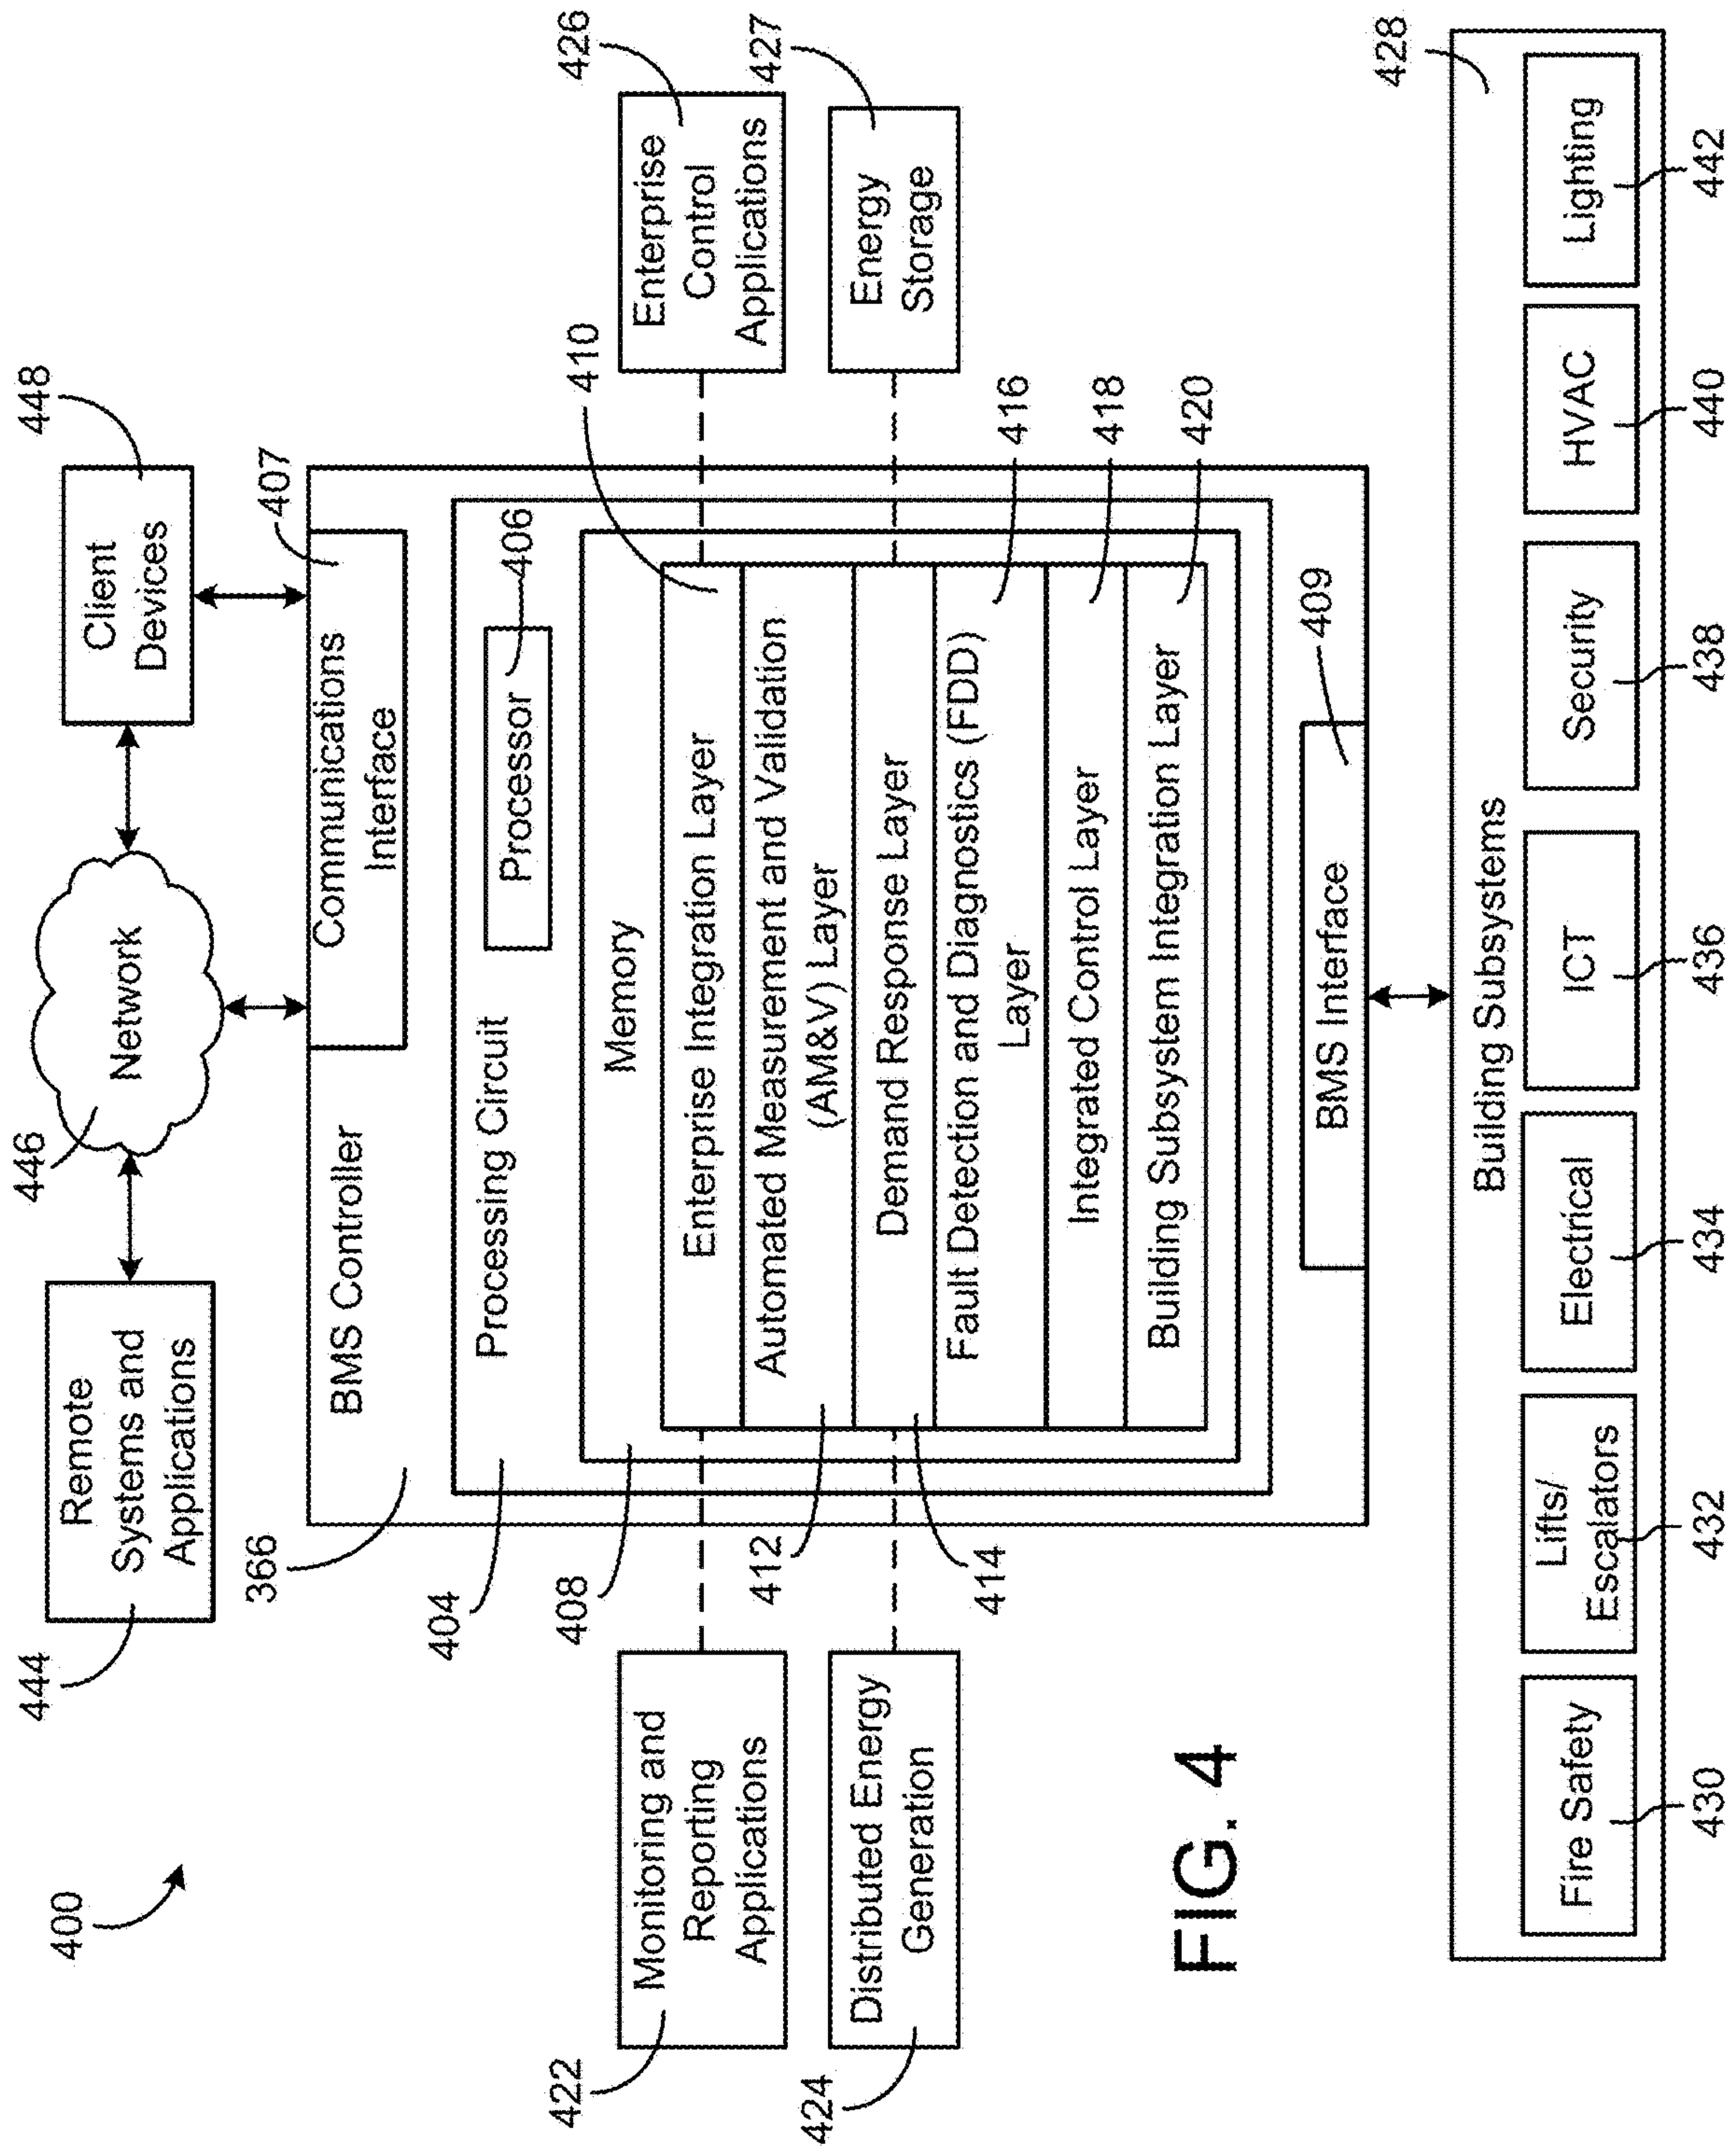 400
444
Remote
Systems and
Applications
446
Network
Client
Devices
448
366
BMS Controller
Communications
Interface
407
404
Processing Circuit
Processor
406
408
Memory
410
Enterprise Integration Layer
Automated Measurement and Validation
(AM&V) Layer
412
Demand Response Layer
414
Fault Detection and Diagnostics (FDD)
Layer
416
Integrated Control Layer
418
Building Subsystem Integration Layer
420
422
Monitoring and
Reporting
Applications
424
Distributed Energy
Generation
Enterprise
Control
Applications
426
Energy
Storage
427
BMS Interface
409
FIG. 4
Building Subsystems
428
Fire Safety
Lifts/
Escalators
Electrical
ICT
Security
HVAC
Lighting
430
432
434
436
438
440
442